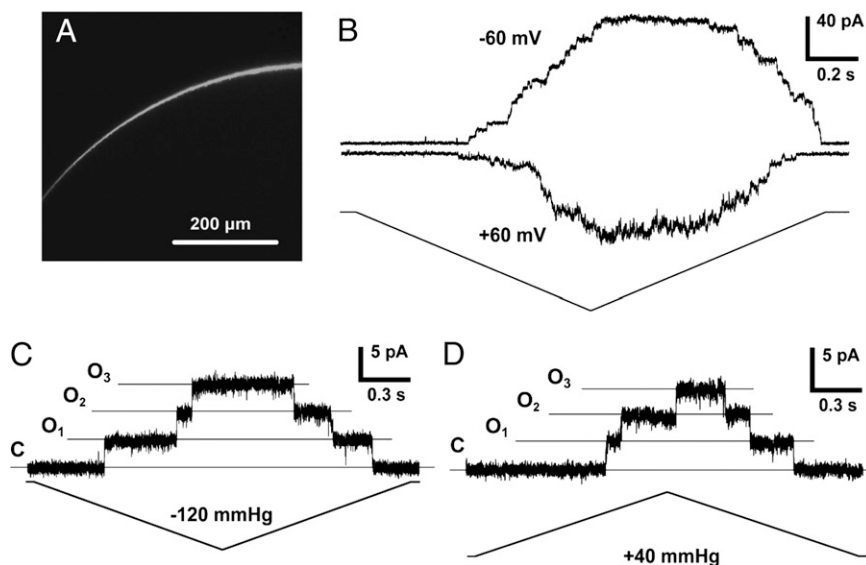 A
200 µm
B
-60 mV
40 pA
0.2 s
+60 mV
C
5 pA
0.3 s
O3
O2
O1
C
-120 mmHg
D
5 pA
0.3 s
O3
O2
O1
C
+40 mmHg